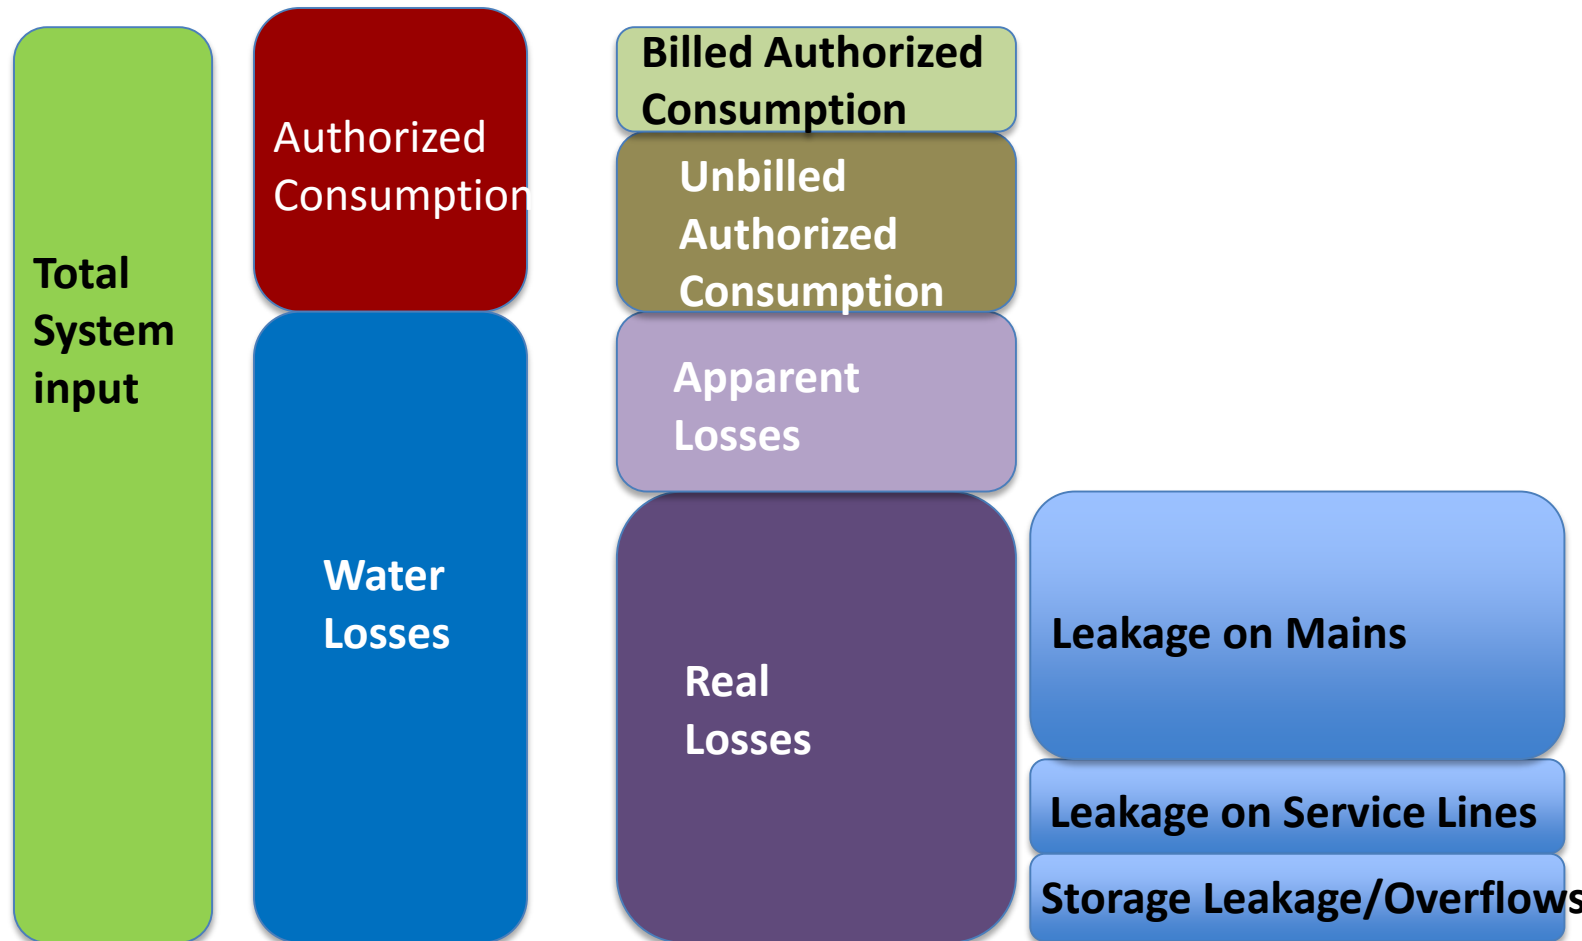 Total
System
input
Authorized
Consumption
Water
Losses
Billed Authorized
Consumption
Unbilled
Authorized
Consumption
Apparent
Losses
Real
Losses
Leakage on Mains
Leakage on Service Lines
Storage Leakage/Overflows